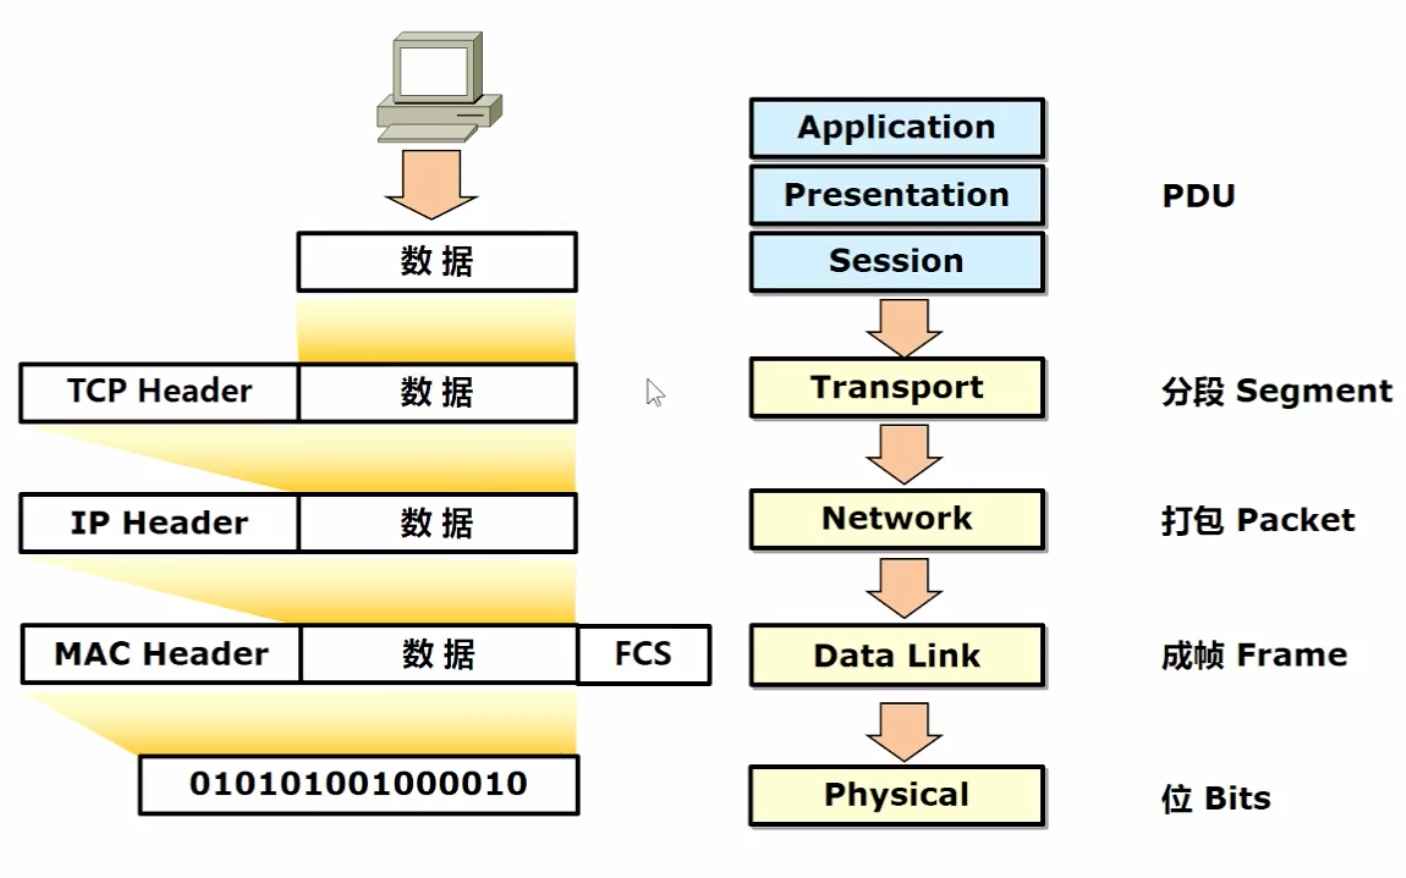 Application
Presentation PDU
数 据 Session
TCP Header 数 据 Transport 分段 Segment
IP Header 数 据 Network 打包 Packet
MAC Header 数 据 FCS Data Link 成帧 Frame
010101001000010 Physical 位 Bits